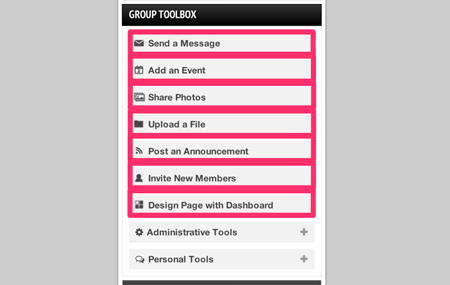 GROUP TOOLBOX
Send a Message
Add an Event
Share Photos
Upload a File
Post an Announcement
Invite New Members
Design Page with Dashboard
Administrative Tools +
Personal Tools +